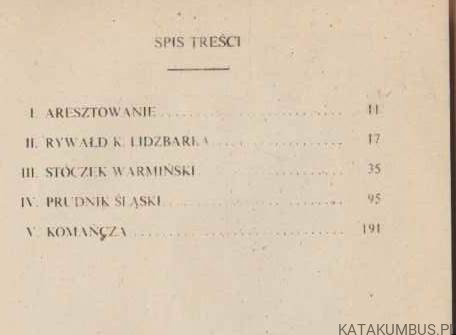 SPIS TREŚCI
I. ARESZTOWANIE 11
II. RYWAŁD K. LIDZBARKA 17
III. STOCZEK WARMIŃSKI 35
IV. PRUDNIK ŚLĄSKI 95
V. KOMAŃCZA 191
KATAKUMBUS.PL